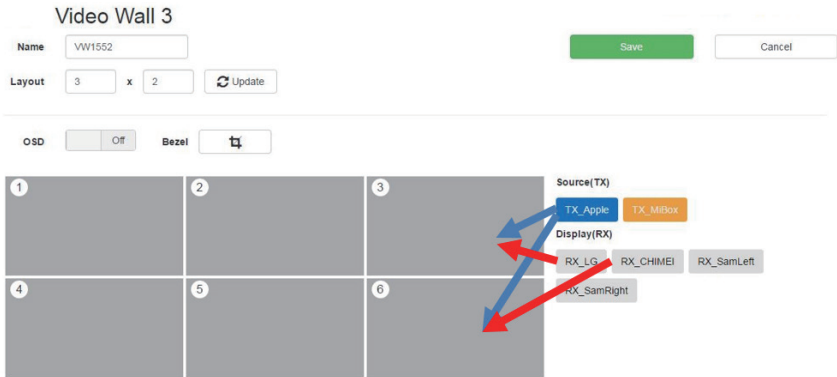 Video Wall 3
Name VW1552 Save Cancel
Layout 3 x 2 Update
OSD Off Bezel
1 2 3 Source(TX)
TX_Apple TX_MiBox
Display(RX)
RX_LG RX_CHIMEI RX_SamLeft
4 5 6 RX_SamRight